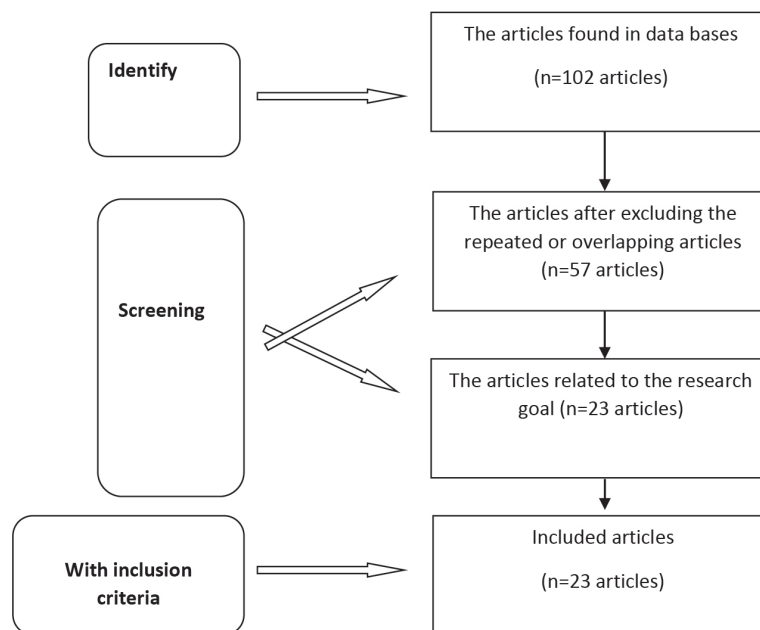 Identify
The articles found in data bases
(n=102 articles)
The articles after excluding the
repeated or overlapping articles
(n=57 articles)
Screening
The articles related to the research
goal (n=23 articles)
With inclusion
criteria
Included articles
(n=23 articles)